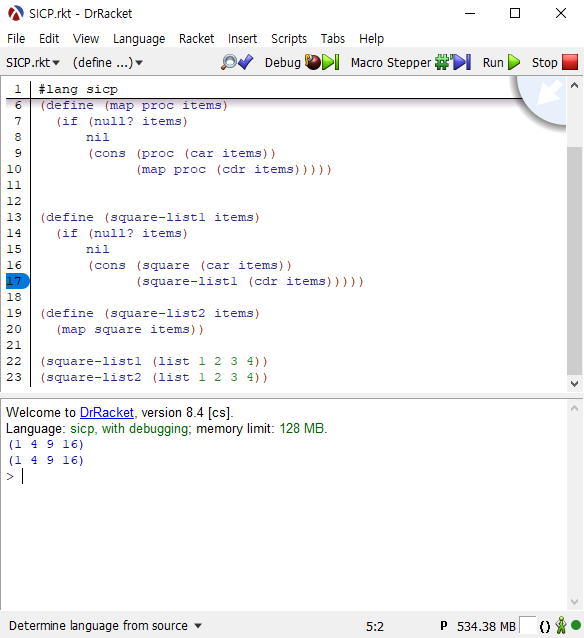 SICP.rkt - DrRacket
File Edit View Language Racket Insert Scripts Tabs Help
SICP.rkt (define ...) Debug Macro Stepper Run Stop
1 #lang sicp
6 (define (map proc items)
7 (if (null? items)
8 nil
9 (cons (proc (car items))
10 (map proc (cdr items)))))
11
12
13 (define (square-list1 items)
14 (if (null? items)
15 nil
16 (cons (square (car items))
17 (square-list1 (cdr items)))))
18
19 (define (square-list2 items)
20 (map square items))
21
22 (square-list1 (list 1 2 3 4))
23 (square-list2 (list 1 2 3 4))
Welcome to DrRacket, version 8.4 [cs].
Language: sicp, with debugging; memory limit: 128 MB.
(1 4 9 16)
(1 4 9 16)
>
Determine language from source 5:2 P 534.38 MB ()